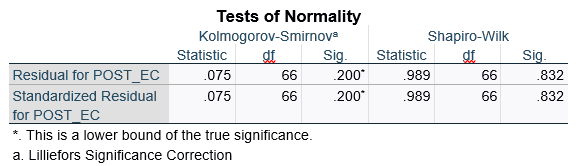 Tests of Normality
Kolmogorov-Smirnovᵃ Shapiro-Wilk
Statistic df Sig. Statistic df Sig.
Residual for POST_EC .075 66 .200* .989 66 .832
Standardized Residual for POST_EC .075 66 .200* .989 66 .832
*. This is a lower bound of the true significance.
a. Lilliefors Significance Correction